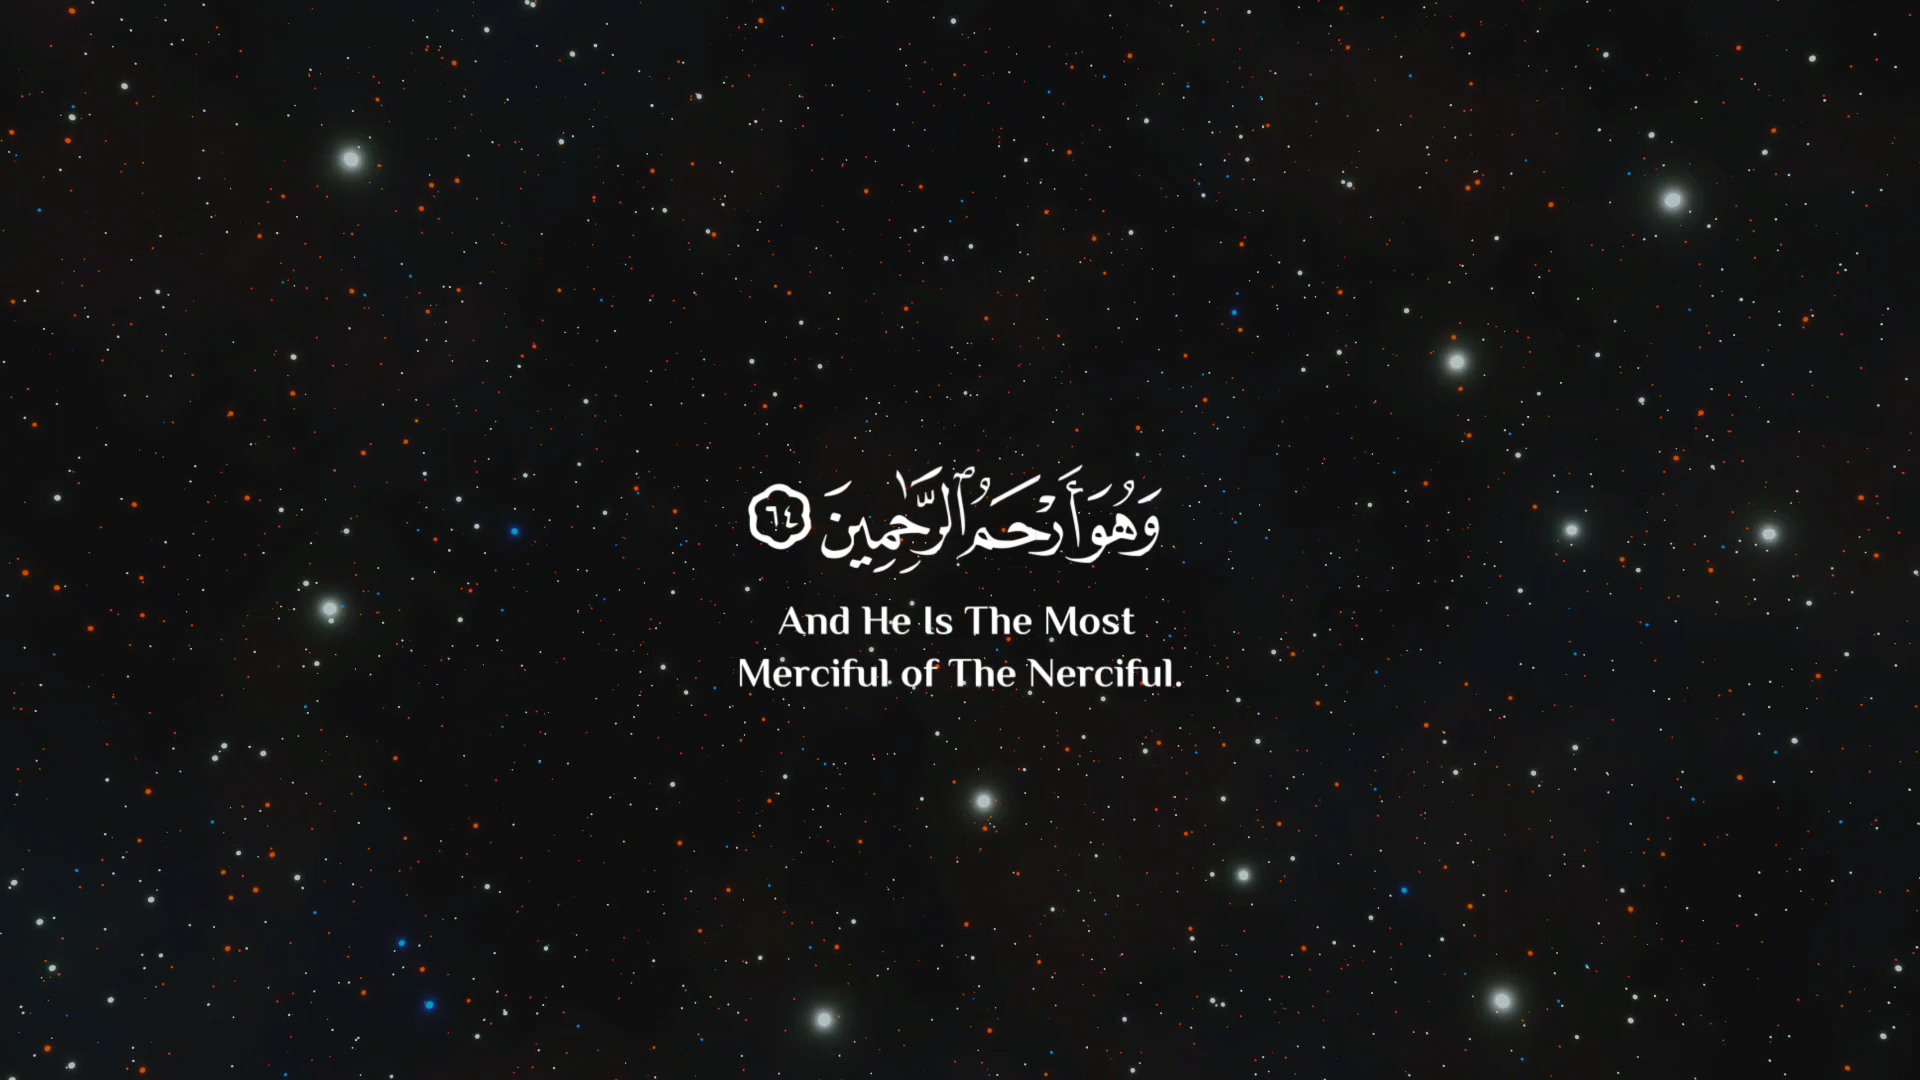 وَهُوَ أَرْحَمُ ٱلرَّٰحِمِينَ ٦٤
And He Is The Most
Merciful of The Nerciful.